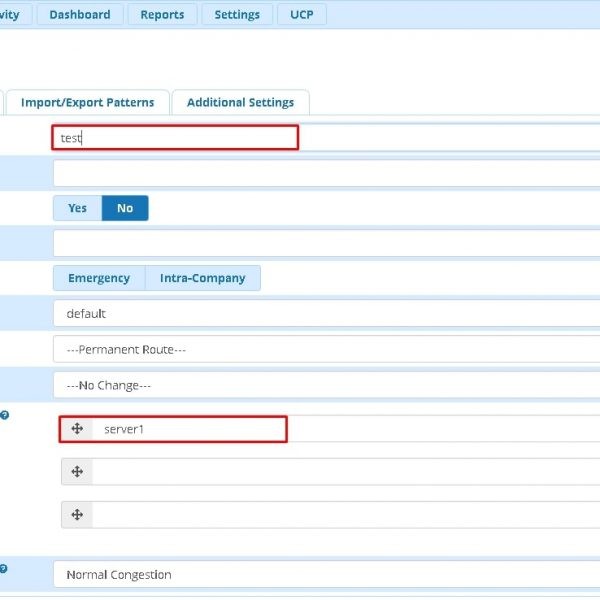 vity Dashboard Reports Settings UCP
Import/Export Patterns Additional Settings
test
Yes No
Emergency Intra-Company
default
---Permanent Route---
---No Change---
server1
Normal Congestion